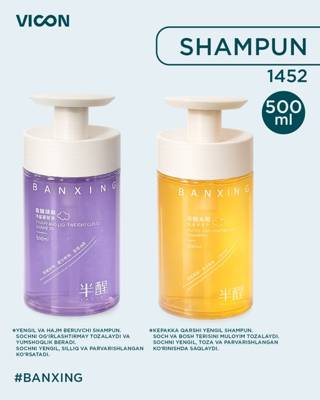 VICON
SHAMPUN
1452
500
ml
BANXING
500ml
半醒
BANXING
半醒
*YENGIL VA HAJM BERUVCHI SHAMPUN.
SOCHNI OG'IRLASHTIRMAY TOZALAYDI VA
YUMSHOQLIK BERADI.
SOCHNI YENGIL, SILLIQ VA PARVARISHLANGAN
KO'RSATADI.
*KEPAKKA QARSHI YENGIL SHAMPUN.
SOCH VA BOSH TERISINI MULOYIM TOZALAYDI.
SOCHNI YENGIL, TOZA VA PARVARISHLANGAN
KO'RINISHDA SAQLAYDI.
#BANXING